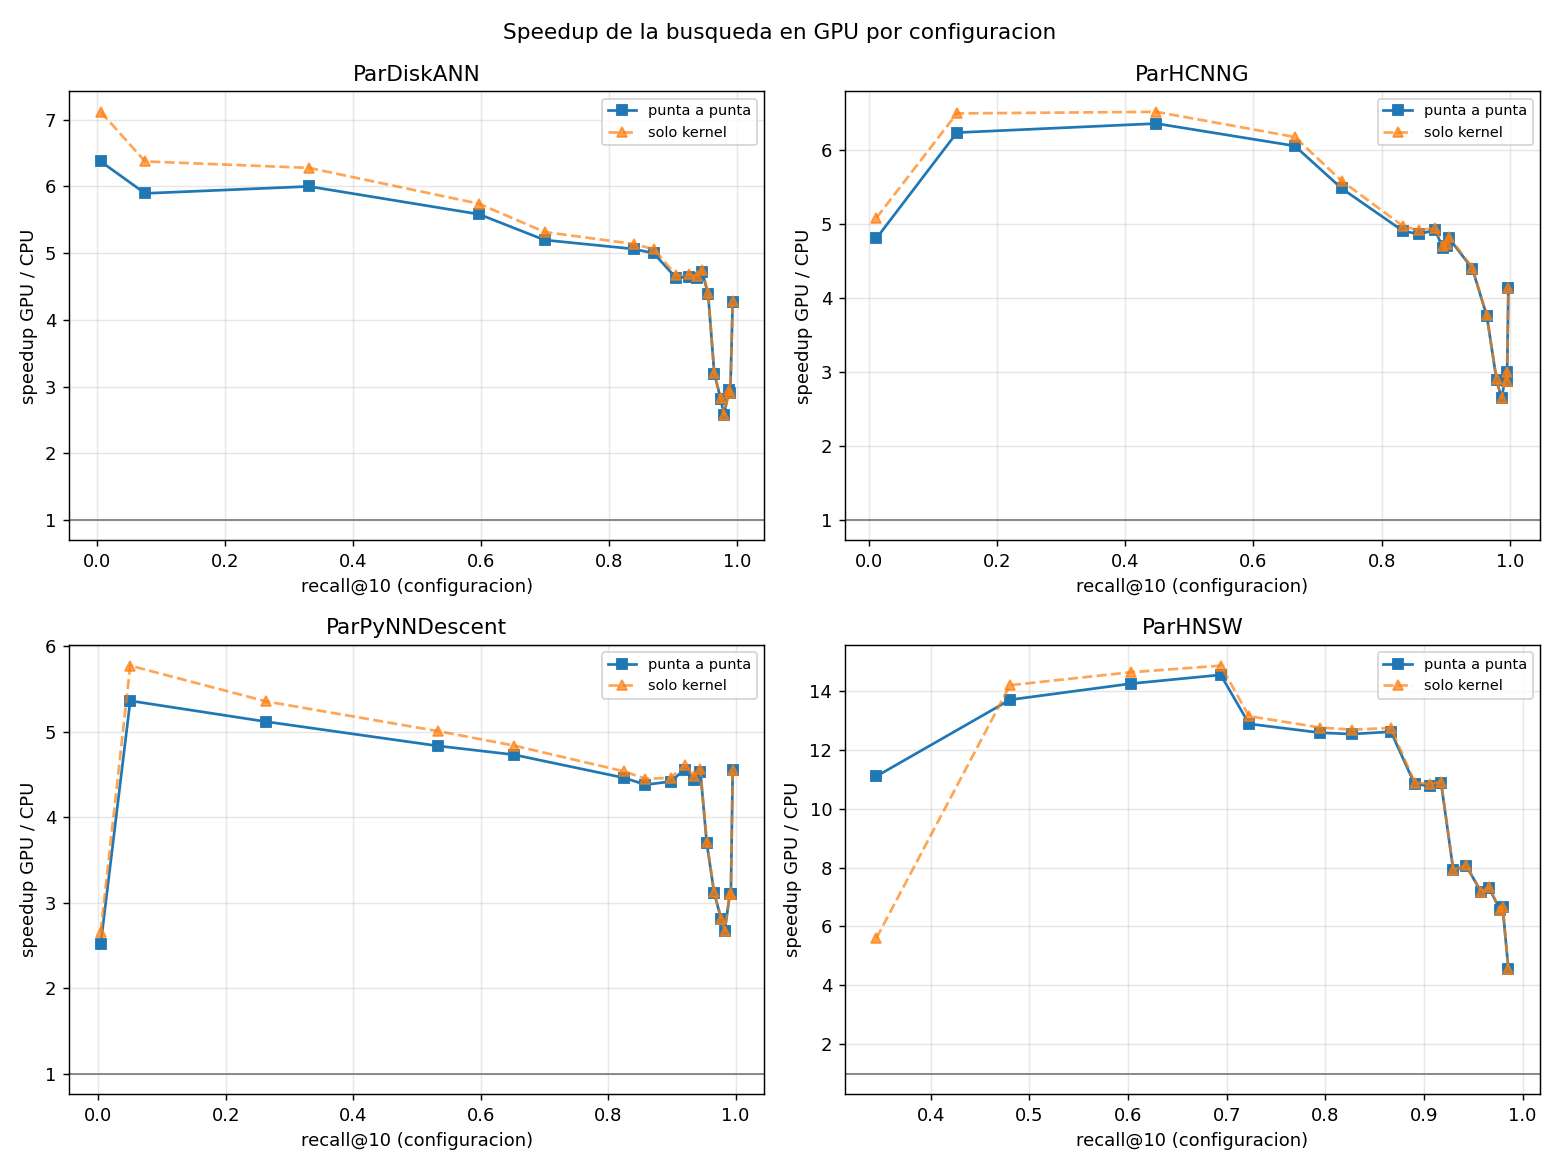 Speedup de la busqueda en GPU por configuracion
ParDiskANN
punta a punta
solo kernel
speedup GPU / CPU
7
6
5
4
3
2
1
0.0 0.2 0.4 0.6 0.8 1.0
recall@10 (configuracion)
ParHCNNG
punta a punta
solo kernel
speedup GPU / CPU
6
5
4
3
2
1
0.0 0.2 0.4 0.6 0.8 1.0
recall@10 (configuracion)
ParPyNNDescent
punta a punta
solo kernel
speedup GPU / CPU
6
5
4
3
2
1
0.0 0.2 0.4 0.6 0.8 1.0
recall@10 (configuracion)
ParHNSW
punta a punta
solo kernel
speedup GPU / CPU
14
12
10
8
6
4
2
0.4 0.5 0.6 0.7 0.8 0.9 1.0
recall@10 (configuracion)